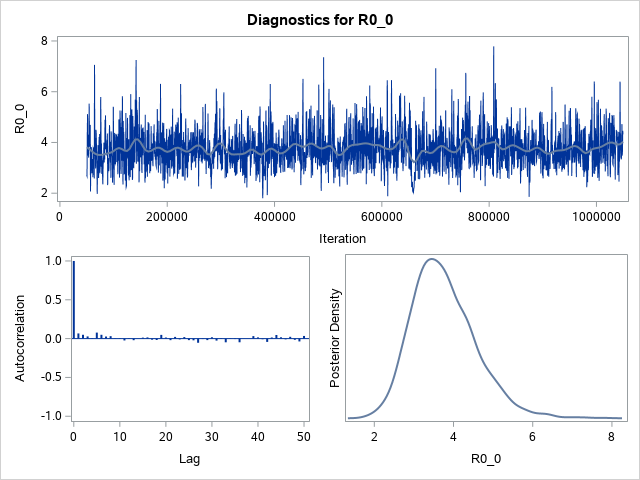 Diagnostics for R0_0
8
6
4
2
R0_0
0 200000 400000 600000 800000 1000000
Iteration
1.0
0.5
0.0
-0.5
-1.0
Autocorrelation
0 10 20 30 40 50
Lag
Posterior Density
2 4 6 8
R0_0